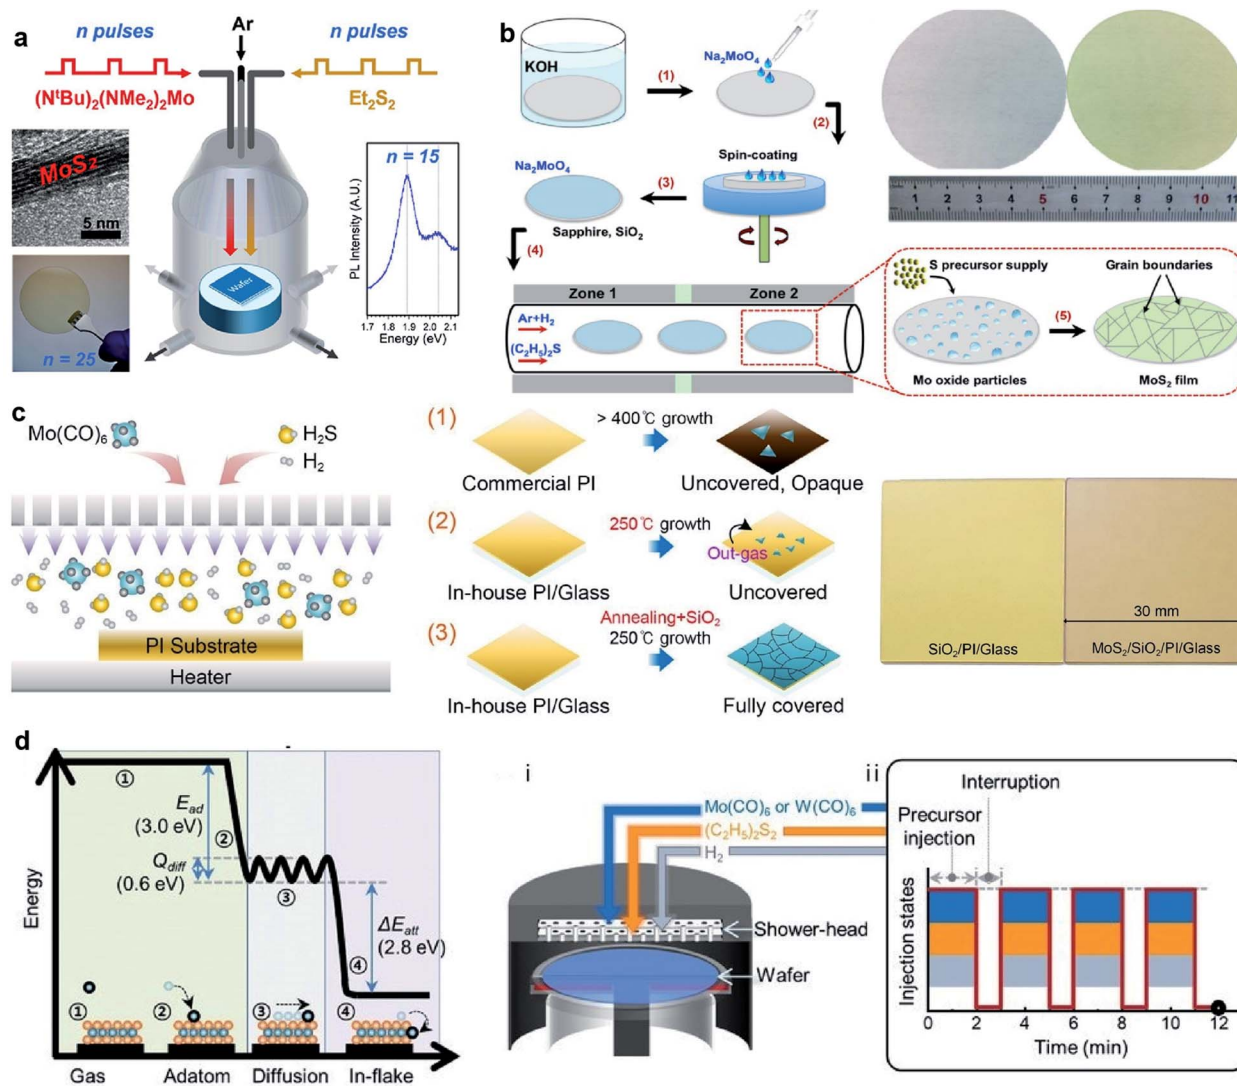 a
n pulses
Ar
n pulses
(NᵗBu)₂(NMe₂)₂Mo
Et₂S₂
MoS₂
5 nm
n = 25
Wafer
n = 15
PL Intensity (A.U.)
1.7 1.8 1.9 2.0 2.1
Energy (eV)
b
KOH
(1)
Na₂MoO₄
(2)
Spin-coating
(3)
Na₂MoO₄
Sapphire, SiO₂
(4)
1 2 3 4 5 6 7 8 9 10 11
Zone 1
Zone 2
Ar+H₂
(C₂H₅)₂S
S precursor supply
Grain boundaries
(5)
Mo oxide particles
MoS₂ film
c
Mo(CO)₆
H₂S
H₂
PI Substrate
Heater
(1)
> 400℃ growth
Commercial PI
Uncovered, Opaque
(2)
250℃ growth
Out-gas
In-house PI/Glass
Uncovered
(3)
Annealing+SiO₂
250℃ growth
In-house PI/Glass
Fully covered
30 mm
SiO₂/PI/Glass
MoS₂/SiO₂/PI/Glass
d
Energy
①
E_ad
(3.0 eV)
②
Q_diff
(0.6 eV)
③
ΔE_att
(2.8 eV)
④
① ② ③ ④
Gas Adatom Diffusion In-flake
i
Mo(CO)₆ or W(CO)₆
(C₂H₅)₂S₂
H₂
Shower-head
Wafer
ii
Interruption
Precursor
injection
Injection states
0 2 4 6 8 10 12
Time (min)